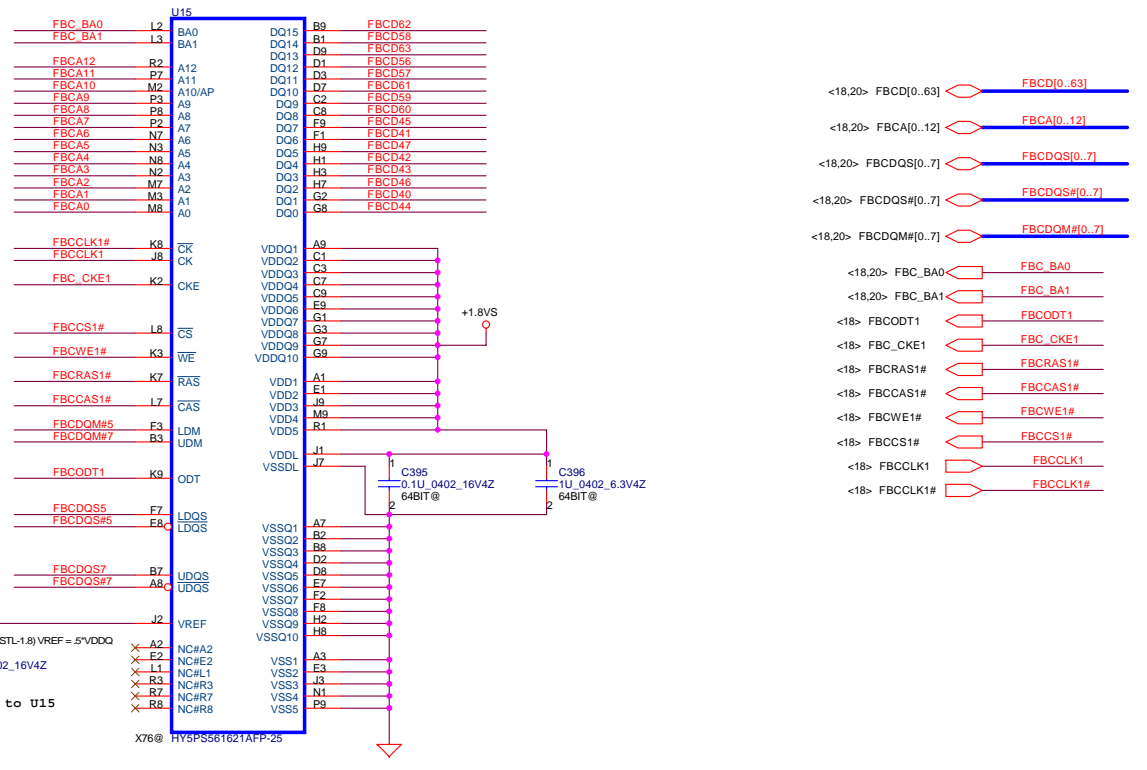 U15
FBC_BA0 L2 BA0 DQ15 B9 FBCD62
FBC_BA1 L3 BA1 DQ14 B1 FBCD58
DQ13 D9 FBCD63
FBCA12 R2 A12 DQ12 D1 FBCD56
FBCA11 P7 A11 DQ11 D3 FBCD57
FBCA10 M2 A10/AP DQ10 D7 FBCD61
FBCA9 P3 A9 DQ9 C2 FBCD59
FBCA8 P8 A8 DQ8 C8 FBCD60
FBCA7 P2 A7 DQ7 F9 FBCD45
FBCA6 N7 A6 DQ6 F1 FBCD41
FBCA5 N3 A5 DQ5 H9 FBCD47
FBCA4 N8 A4 DQ4 H1 FBCD42
FBCA3 N2 A3 DQ3 H3 FBCD43
FBCA2 M7 A2 DQ2 H7 FBCD46
FBCA1 M3 A1 DQ1 G2 FBCD40
FBCA0 M8 A0 DQ0 G8 FBCD44
FBCCLK1# K8 CK VDDQ1 A9
FBCCLK1 J8 CK VDDQ2 C1
VDDQ3 C3
FBC_CKE1 K2 CKE VDDQ4 C7
VDDQ5 C9
VDDQ6 E9
VDDQ7 G1
+1.8VS
FBCCS1# L8 CS VDDQ8 G3
VDDQ9 G7
FBCWE1# K3 WE VDDQ10 G9
FBCRAS1# K7 RAS VDD1 A1
VDD2 E1
FBCCAS1# L7 CAS VDD3 J9
VDD4 M9
FBCDQM#5 F3 LDM VDD5 R1
FBCDQM#7 B3 UDM
VDDL J1
VSSDL J7
FBCODT1 K9 ODT
1 C395
0.1U_0402_16V4Z
64BIT@
2
1 C396
1U_0402_6.3V4Z
64BIT@
2
FBCDQS5 F7 LDQS
FBCDQS#5 E8 LDQS VSSQ1 A7
VSSQ2 B2
VSSQ3 B8
VSSQ4 D2
FBCDQS7 B7 UDQS VSSQ5 D8
FBCDQS#7 A8 UDQS VSSQ6 E7
VSSQ7 F2
VSSQ8 F8
J2 VREF VSSQ9 H2
VSSQ10 H8
STL-1.8) VREF = .5*VDDQ
A2 NC#A2
E2 NC#E2 VSS1 A3
02_16V4Z
L1 NC#L1 VSS2 E3
R3 NC#R3 VSS3 J3
R7 NC#R7 VSS4 N1
to U15
R8 NC#R8 VSS5 P9
X76@ HY5PS561621AFP-25
<18,20> FBCD[0..63] FBCD[0..63]
<18,20> FBCA[0..12] FBCA[0..12]
<18,20> FBCDQS[0..7] FBCDQS[0..7]
<18,20> FBCDQS#[0..7] FBCDQS#[0..7]
<18,20> FBCDQM#[0..7] FBCDQM#[0..7]
<18,20> FBC_BA0 FBC_BA0
<18,20> FBC_BA1 FBC_BA1
<18> FBCODT1 FBCODT1
<18> FBC_CKE1 FBC_CKE1
<18> FBCRAS1# FBCRAS1#
<18> FBCCAS1# FBCCAS1#
<18> FBCWE1# FBCWE1#
<18> FBCCS1# FBCCS1#
<18> FBCCLK1 FBCCLK1
<18> FBCCLK1# FBCCLK1#